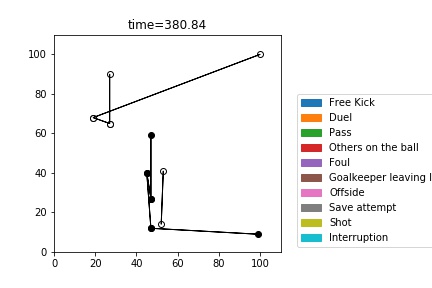 time=380.84
100
80
60
40
20
0
0 20 40 60 80 100
Free Kick
Duel
Pass
Others on the ball
Foul
Goalkeeper leaving l
Offside
Save attempt
Shot
Interruption